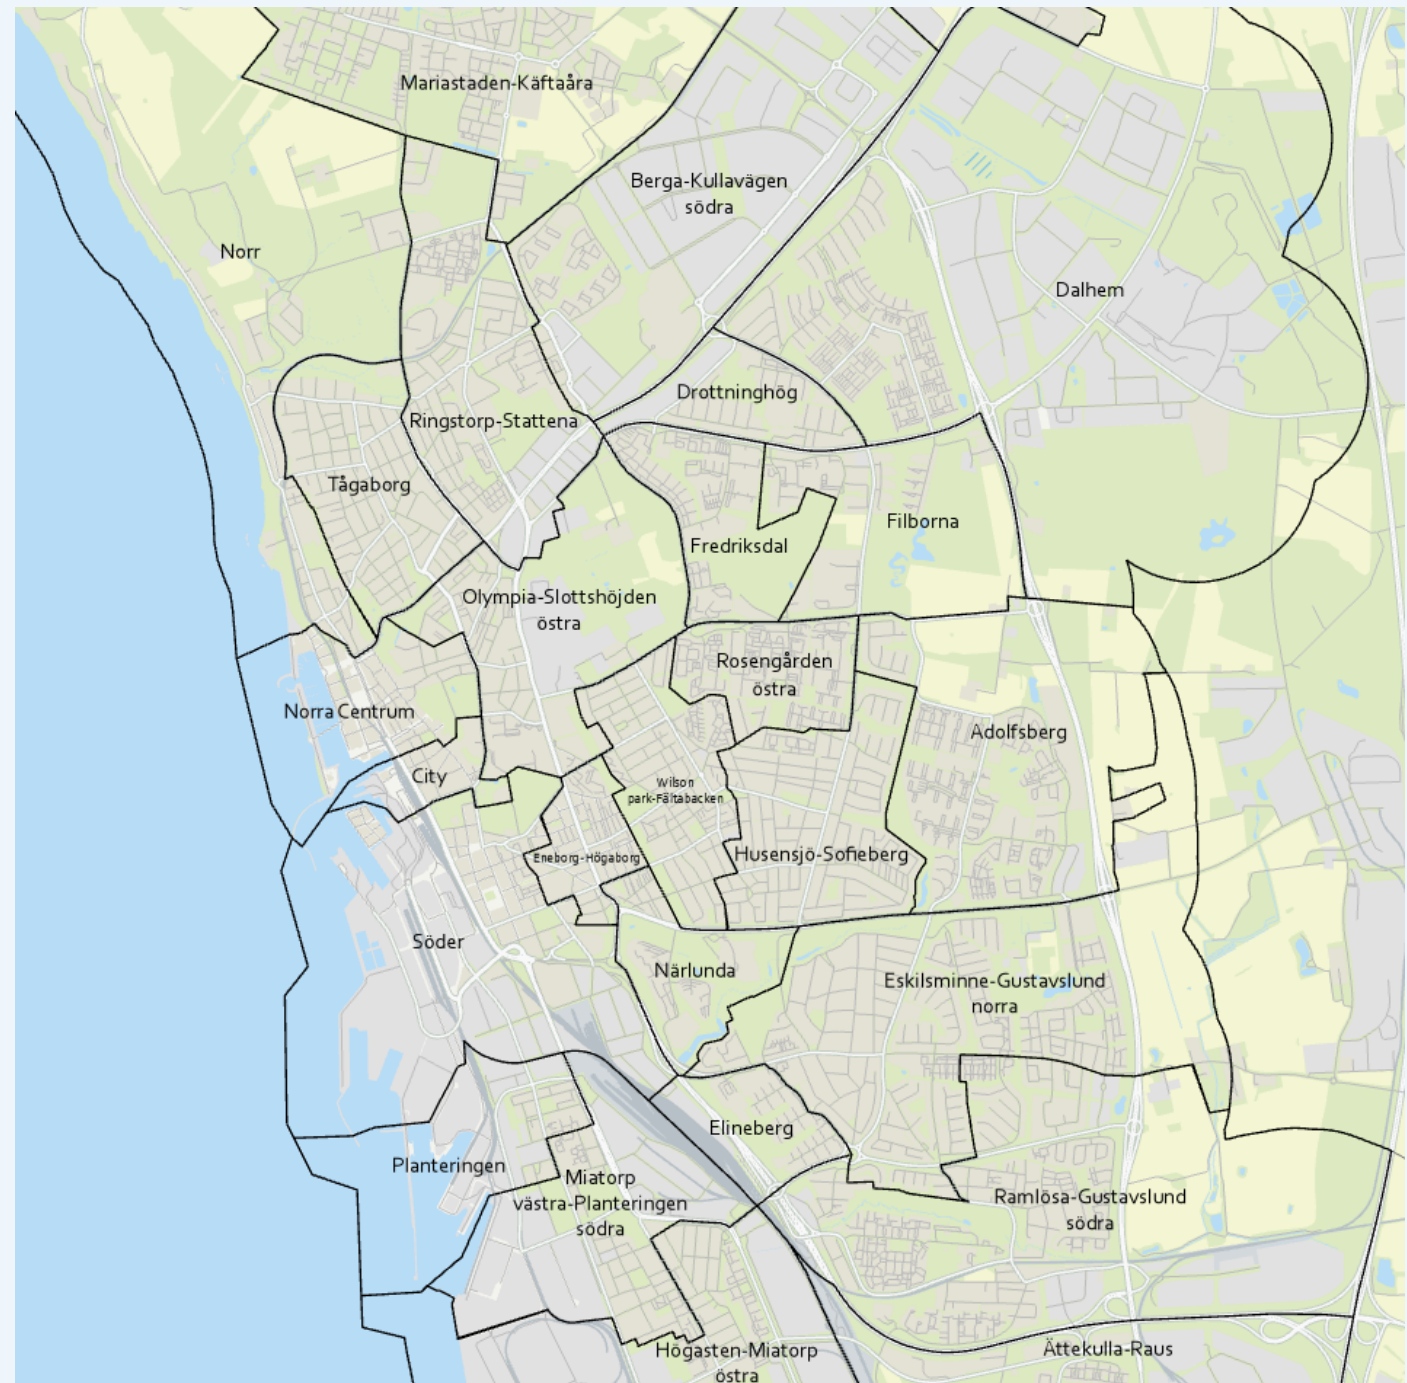 Mariastaden-Käftaåra
Berga-Kullavägen
södra
Norr
Dalhem
Drottninghög
Ringstorp-Stattena
Tågaborg
Filborna
Fredriksdal
Olympia-Slottshöjden
östra
Rosengården
östra
Norra Centrum
Adolfsberg
City
Wilson
park-Fältabacken
Eneborg-Högaborg
Husensjö-Sofieberg
Söder
Närlunda
Eskilsminne-Gustavslund
norra
Elineberg
Planteringen
Miatorp
västra-Planteringen
södra
Ramlösa-Gustavslund
södra
Högasten-Miatorp
östra
Ättekulla-Raus